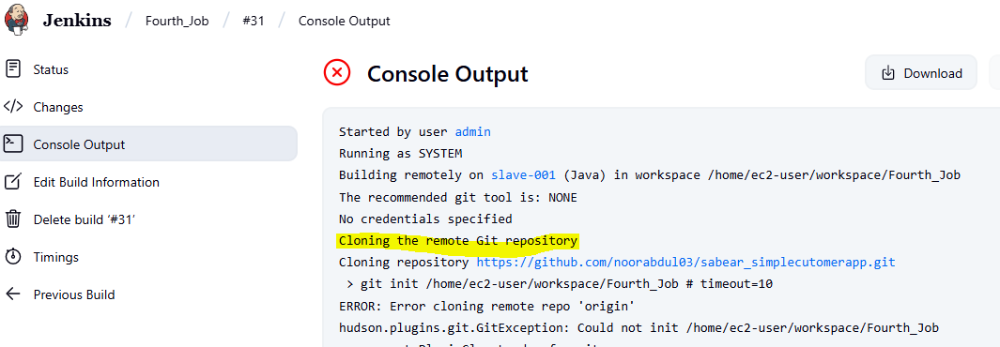 Jenkins / Fourth_Job / #31 / Console Output
Status
Changes
Console Output
Edit Build Information
Delete build ‘#31’
Timings
Previous Build
Console Output
Download
Started by user admin
Running as SYSTEM
Building remotely on slave-001 (Java) in workspace /home/ec2-user/workspace/Fourth_Job
The recommended git tool is: NONE
No credentials specified
Cloning the remote Git repository
Cloning repository https://github.com/noorabdul03/sabear_simplecutomerapp.git
> git init /home/ec2-user/workspace/Fourth_Job # timeout=10
ERROR: Error cloning remote repo 'origin'
hudson.plugins.git.GitException: Could not init /home/ec2-user/workspace/Fourth_Job